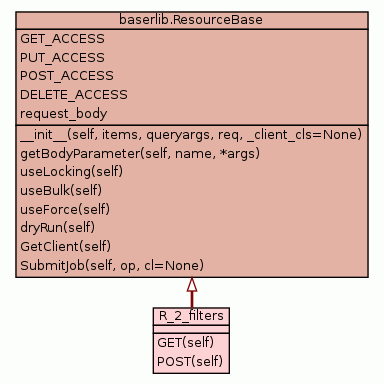 baserlib.ResourceBase
GET_ACCESS
PUT_ACCESS
POST_ACCESS
DELETE_ACCESS
request_body
__init__(self, items, queryargs, req, _client_cls=None)
getBodyParameter(self, name, *args)
useLocking(self)
useBulk(self)
useForce(self)
dryRun(self)
GetClient(self)
SubmitJob(self, op, cl=None)
R_2_filters
GET(self)
POST(self)